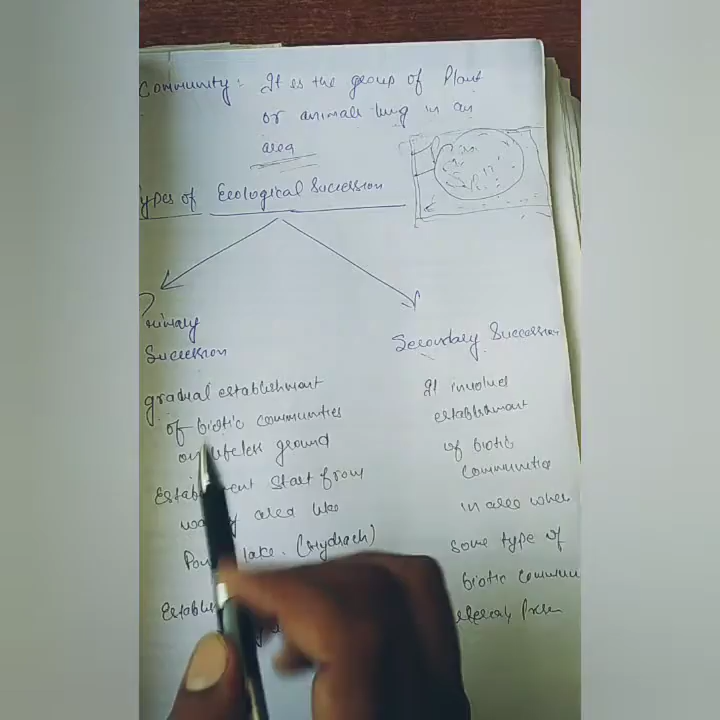 Community: It is the group of Plant
or animals living in an
area
Types of Ecological Succession
Primary
Succession
gradual establishment
of biotic communities
on lifeless ground
start from
area like
lake. (Hydrach)
Secondary Succession
It involved
establishment
of biotic
communities
in area where
some type of
biotic commun
already Presen